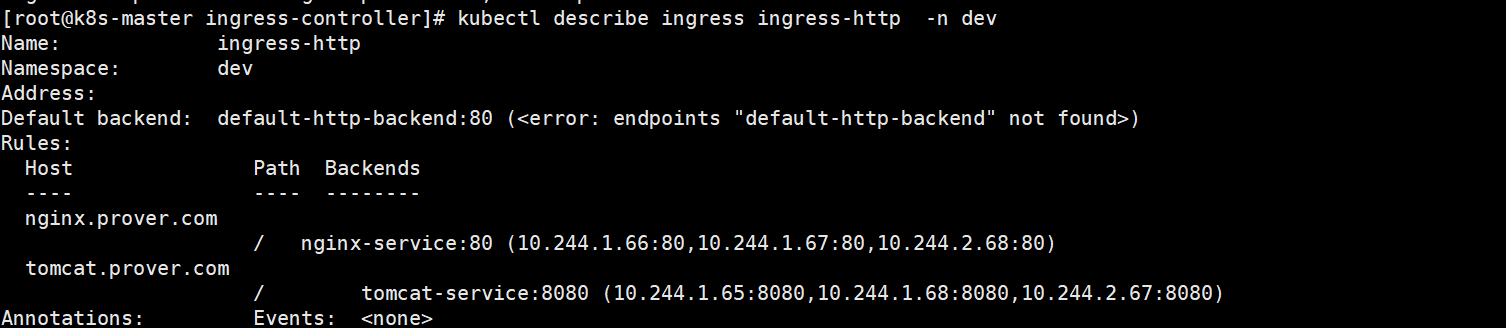 [root@k8s-master ingress-controller]# kubectl describe ingress ingress-http  -n dev
Name:             ingress-http
Namespace:        dev
Address:
Default backend:  default-http-backend:80 (<error: endpoints "default-http-backend" not found>)
Rules:
  Host               Path  Backends
  ----               ----  --------
  nginx.prover.com
                     /   nginx-service:80 (10.244.1.66:80,10.244.1.67:80,10.244.2.68:80)
  tomcat.prover.com
                     /        tomcat-service:8080 (10.244.1.65:8080,10.244.1.68:8080,10.244.2.67:8080)
Annotations:         Events:  <none>